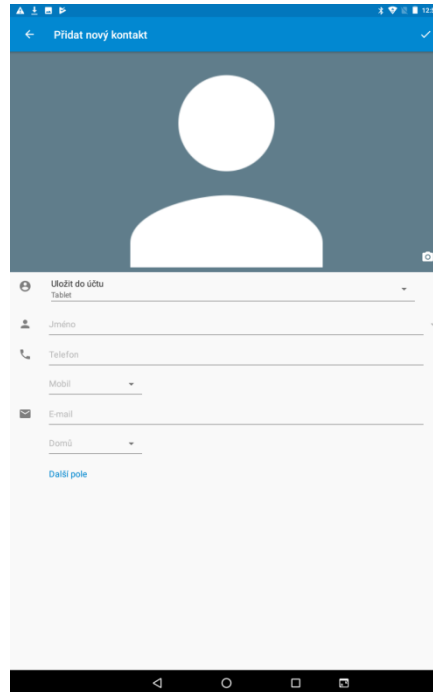 Přidat nový kontakt
Uložit do účtu
Tablet
Jméno
Telefon
Mobil
E-mail
Domů
Další pole